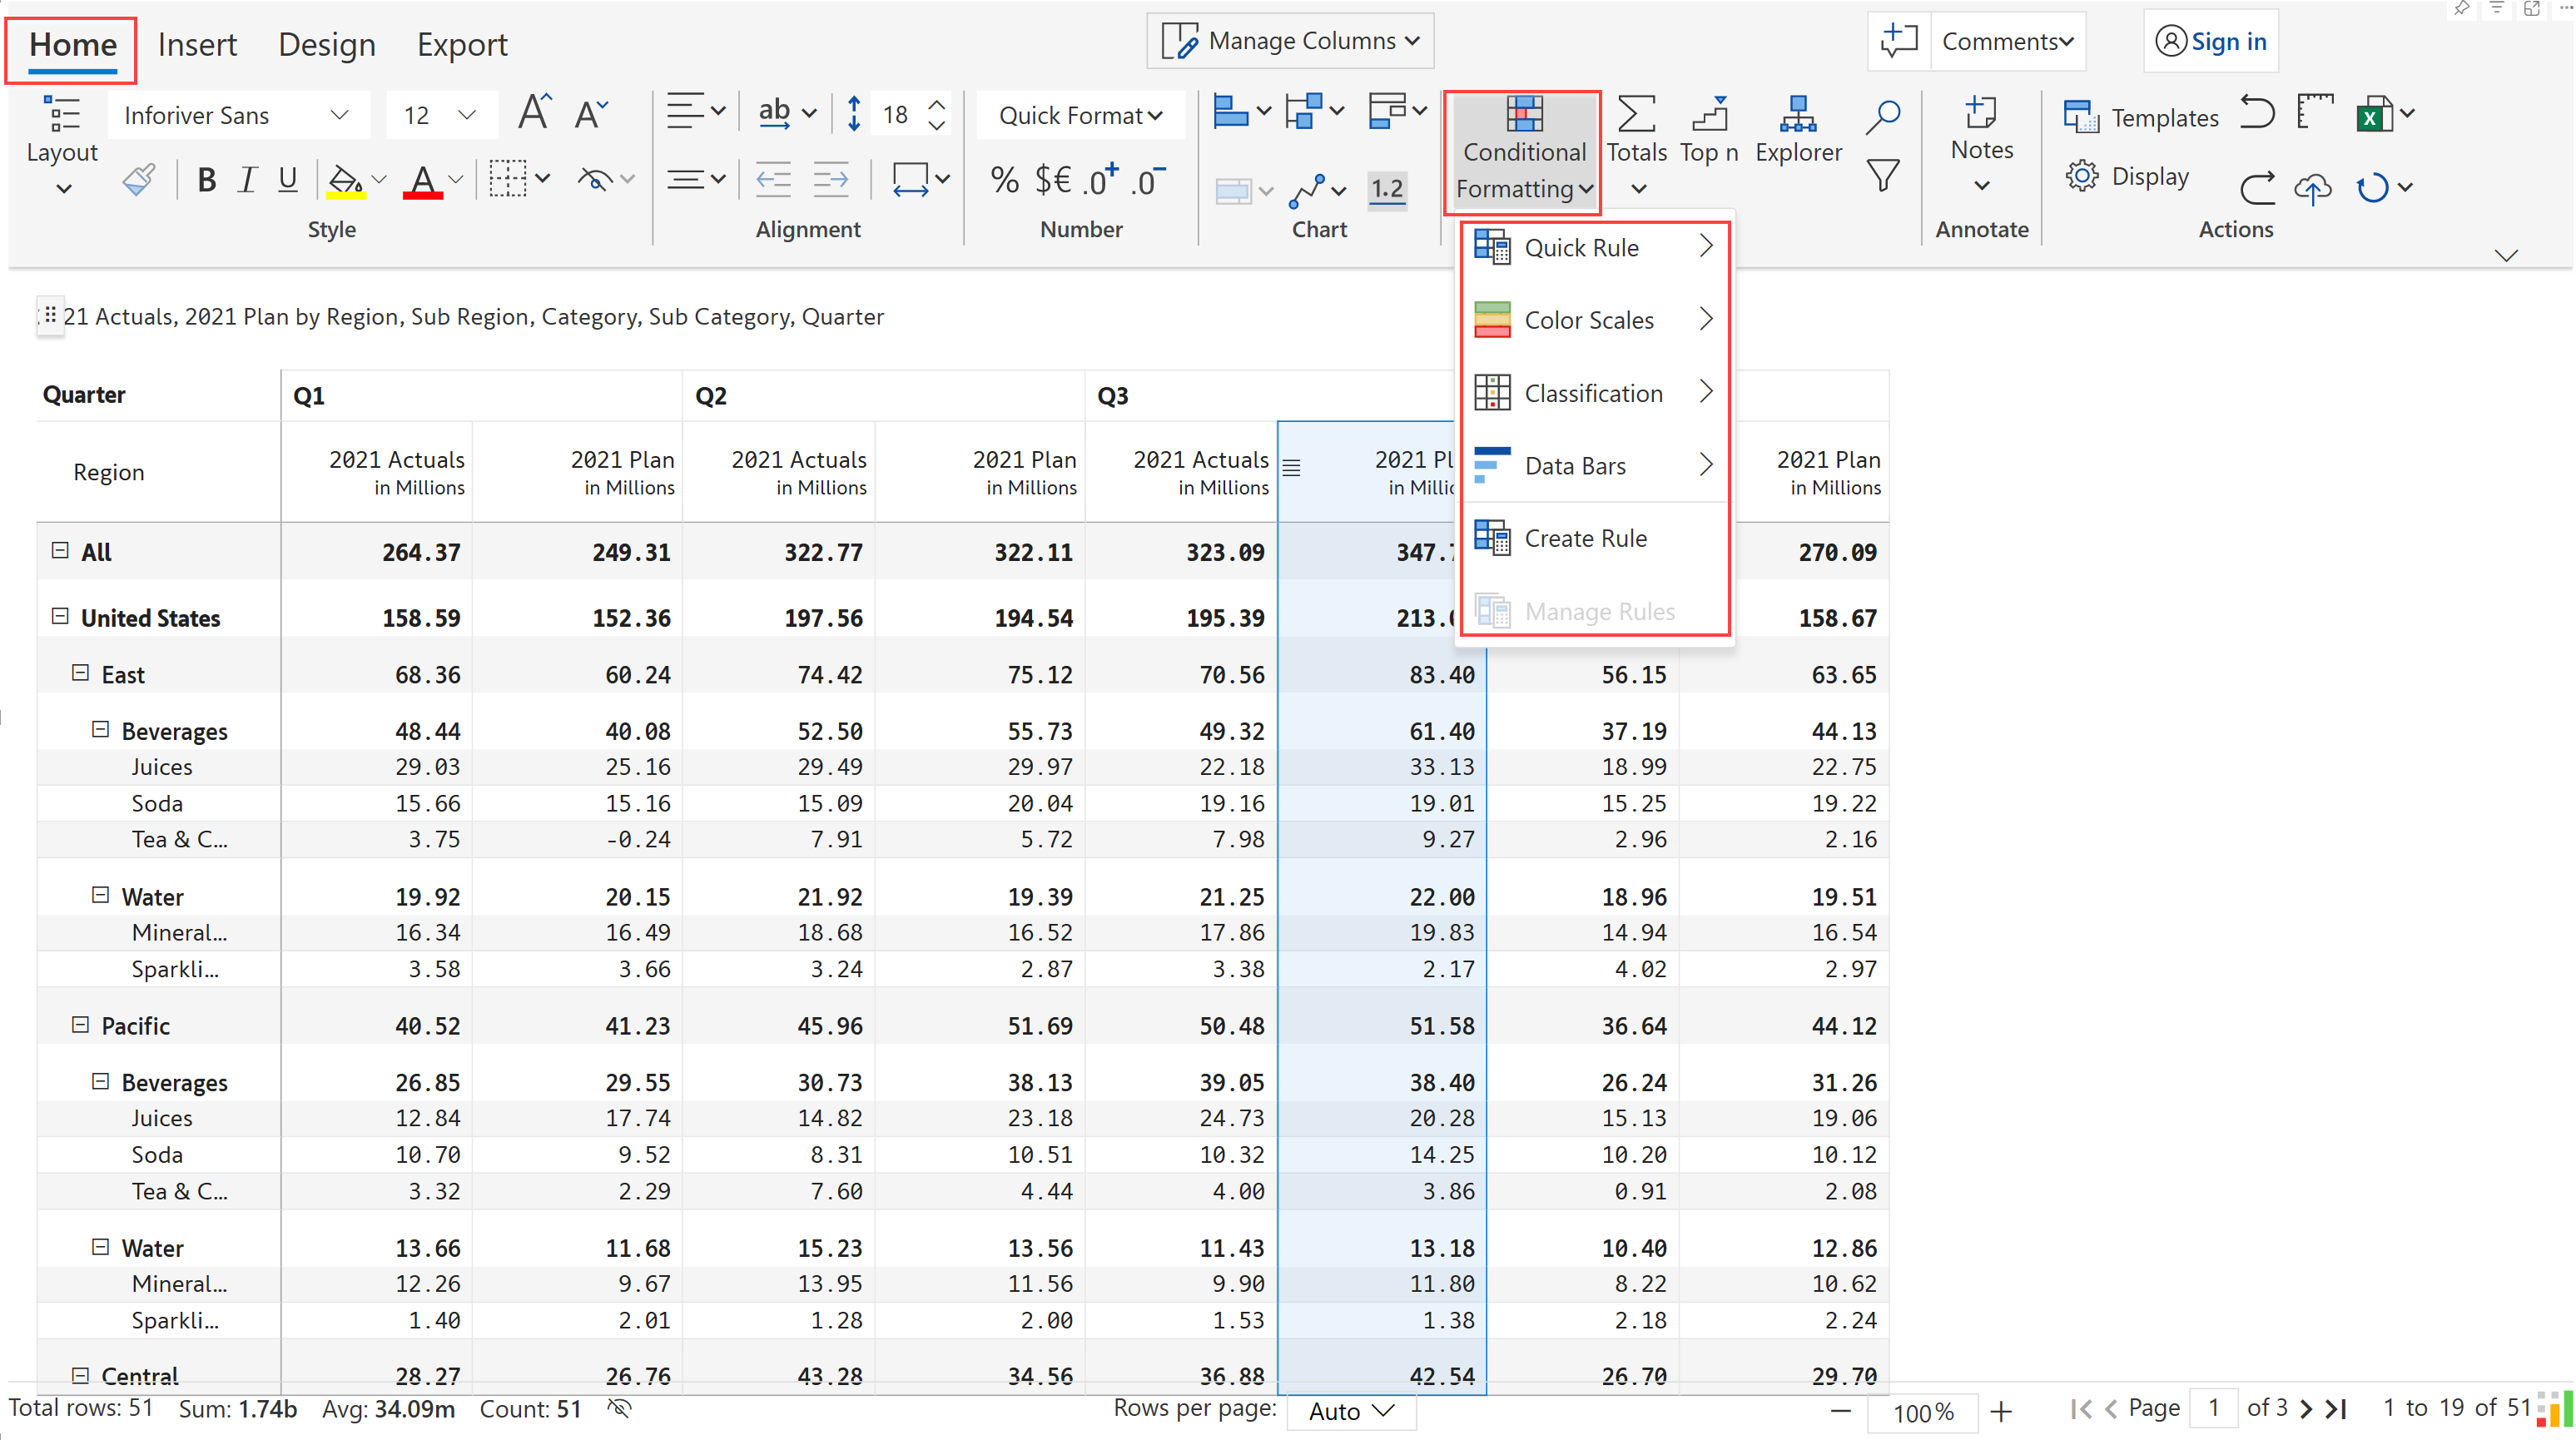 Home Insert Design Export Manage Columns Comments Sign in
Inforiver Sans 12 A A ab 18 Quick Format
Layout Conditional Formatting Totals Top n Explorer Notes Templates
B I U A % $€ .0+ .0- 1.2 Display
Style Alignment Number Chart Annotate Actions
Quick Rule
Color Scales
Classification
Data Bars
Create Rule
Manage Rules
21 Actuals, 2021 Plan by Region, Sub Region, Category, Sub Category, Quarter
Quarter Q1 Q2 Q3
Region 2021 Actuals 2021 Plan 2021 Actuals 2021 Plan 2021 Actuals 2021 Pl 2021 Plan
in Millions in Millions in Millions in Millions in Millions in Millio in Millions
All 264.37 249.31 322.77 322.11 323.09 347. 270.09
United States 158.59 152.36 197.56 194.54 195.39 213. 158.67
East 68.36 60.24 74.42 75.12 70.56 83.40 56.15 63.65
Beverages 48.44 40.08 52.50 55.73 49.32 61.40 37.19 44.13
Juices 29.03 25.16 29.49 29.97 22.18 33.13 18.99 22.75
Soda 15.66 15.16 15.09 20.04 19.16 19.01 15.25 19.22
Tea & C... 3.75 -0.24 7.91 5.72 7.98 9.27 2.96 2.16
Water 19.92 20.15 21.92 19.39 21.25 22.00 18.96 19.51
Mineral... 16.34 16.49 18.68 16.52 17.86 19.83 14.94 16.54
Sparkli... 3.58 3.66 3.24 2.87 3.38 2.17 4.02 2.97
Pacific 40.52 41.23 45.96 51.69 50.48 51.58 36.64 44.12
Beverages 26.85 29.55 30.73 38.13 39.05 38.40 26.24 31.26
Juices 12.84 17.74 14.82 23.18 24.73 20.28 15.13 19.06
Soda 10.70 9.52 8.31 10.51 10.32 14.25 10.20 10.12
Tea & C... 3.32 2.29 7.60 4.44 4.00 3.86 0.91 2.08
Water 13.66 11.68 15.23 13.56 11.43 13.18 10.40 12.86
Mineral... 12.26 9.67 13.95 11.56 9.90 11.80 8.22 10.62
Sparkli... 1.40 2.01 1.28 2.00 1.53 1.38 2.18 2.24
Central 28.27 26.76 43.28 34.56 36.88 42.54 26.70 29.70
Total rows: 51 Sum: 1.74b Avg: 34.09m Count: 51 Rows per page: Auto 100% Page 1 of 3 1 to 19 of 51